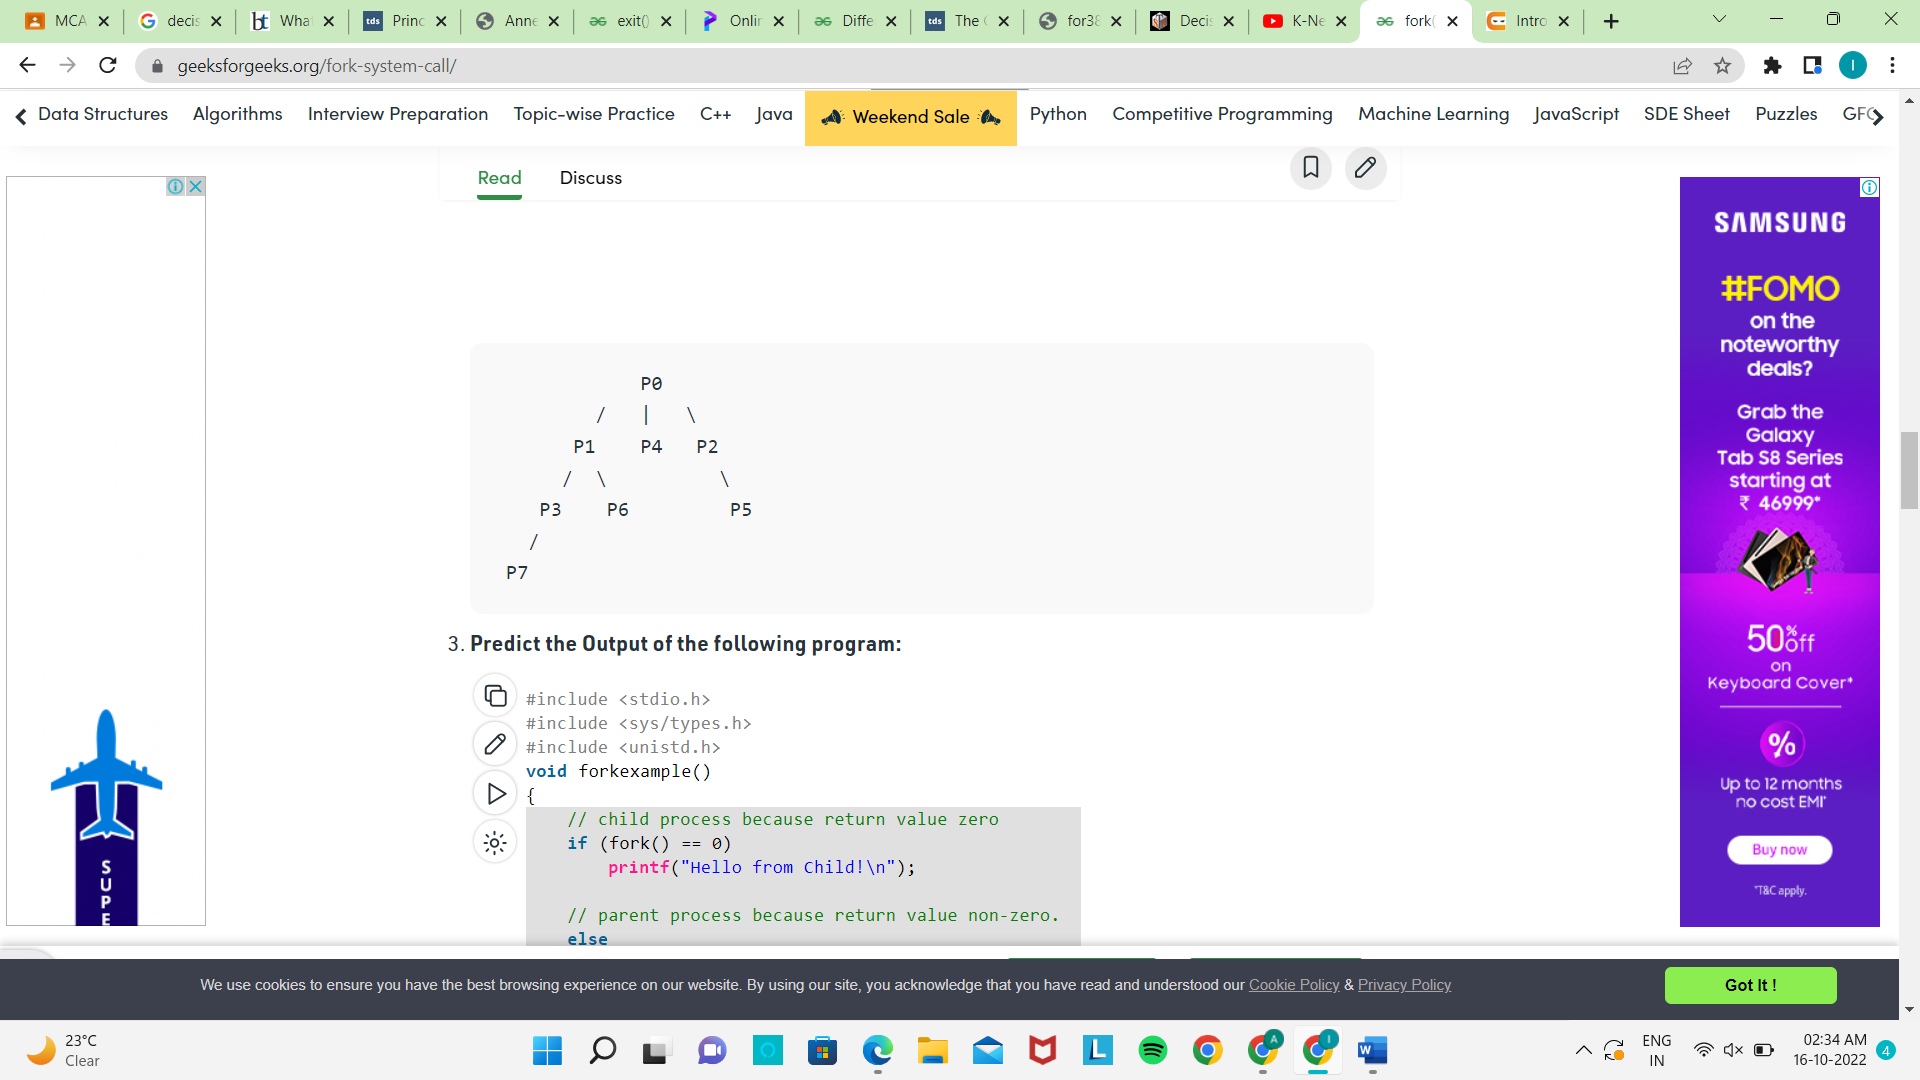 MCA decis Wha Princ Anne exit() Onlir Diffe The for38 Decis K-Ne fork( Intro
geeksforgeeks.org/fork-system-call/ I
Data Structures Algorithms Interview Preparation Topic-wise Practice C++ Java Weekend Sale Python Competitive Programming Machine Learning JavaScript SDE Sheet Puzzles GFG
Read Discuss
P0
/ | \
P1 P4 P2
/ \ \
P3 P6 P5
/
P7
3. Predict the Output of the following program:
#include <stdio.h>
#include <sys/types.h>
#include <unistd.h>
void forkexample()
{
// child process because return value zero
if (fork() == 0)
printf("Hello from Child!\n");
// parent process because return value non-zero.
else
SUPE
SAMSUNG
#FOMO
on the
noteworthy
deals?
Grab the
Galaxy
Tab S8 Series
starting at
₹ 46999*
50% off
on
Keyboard Cover*
%
Up to 12 months
no cost EMI*
Buy now
*T&C apply.
We use cookies to ensure you have the best browsing experience on our website. By using our site, you acknowledge that you have read and understood our Cookie Policy & Privacy Policy Got It !
23°C
Clear
ENG
IN
02:34 AM
16-10-2022
4